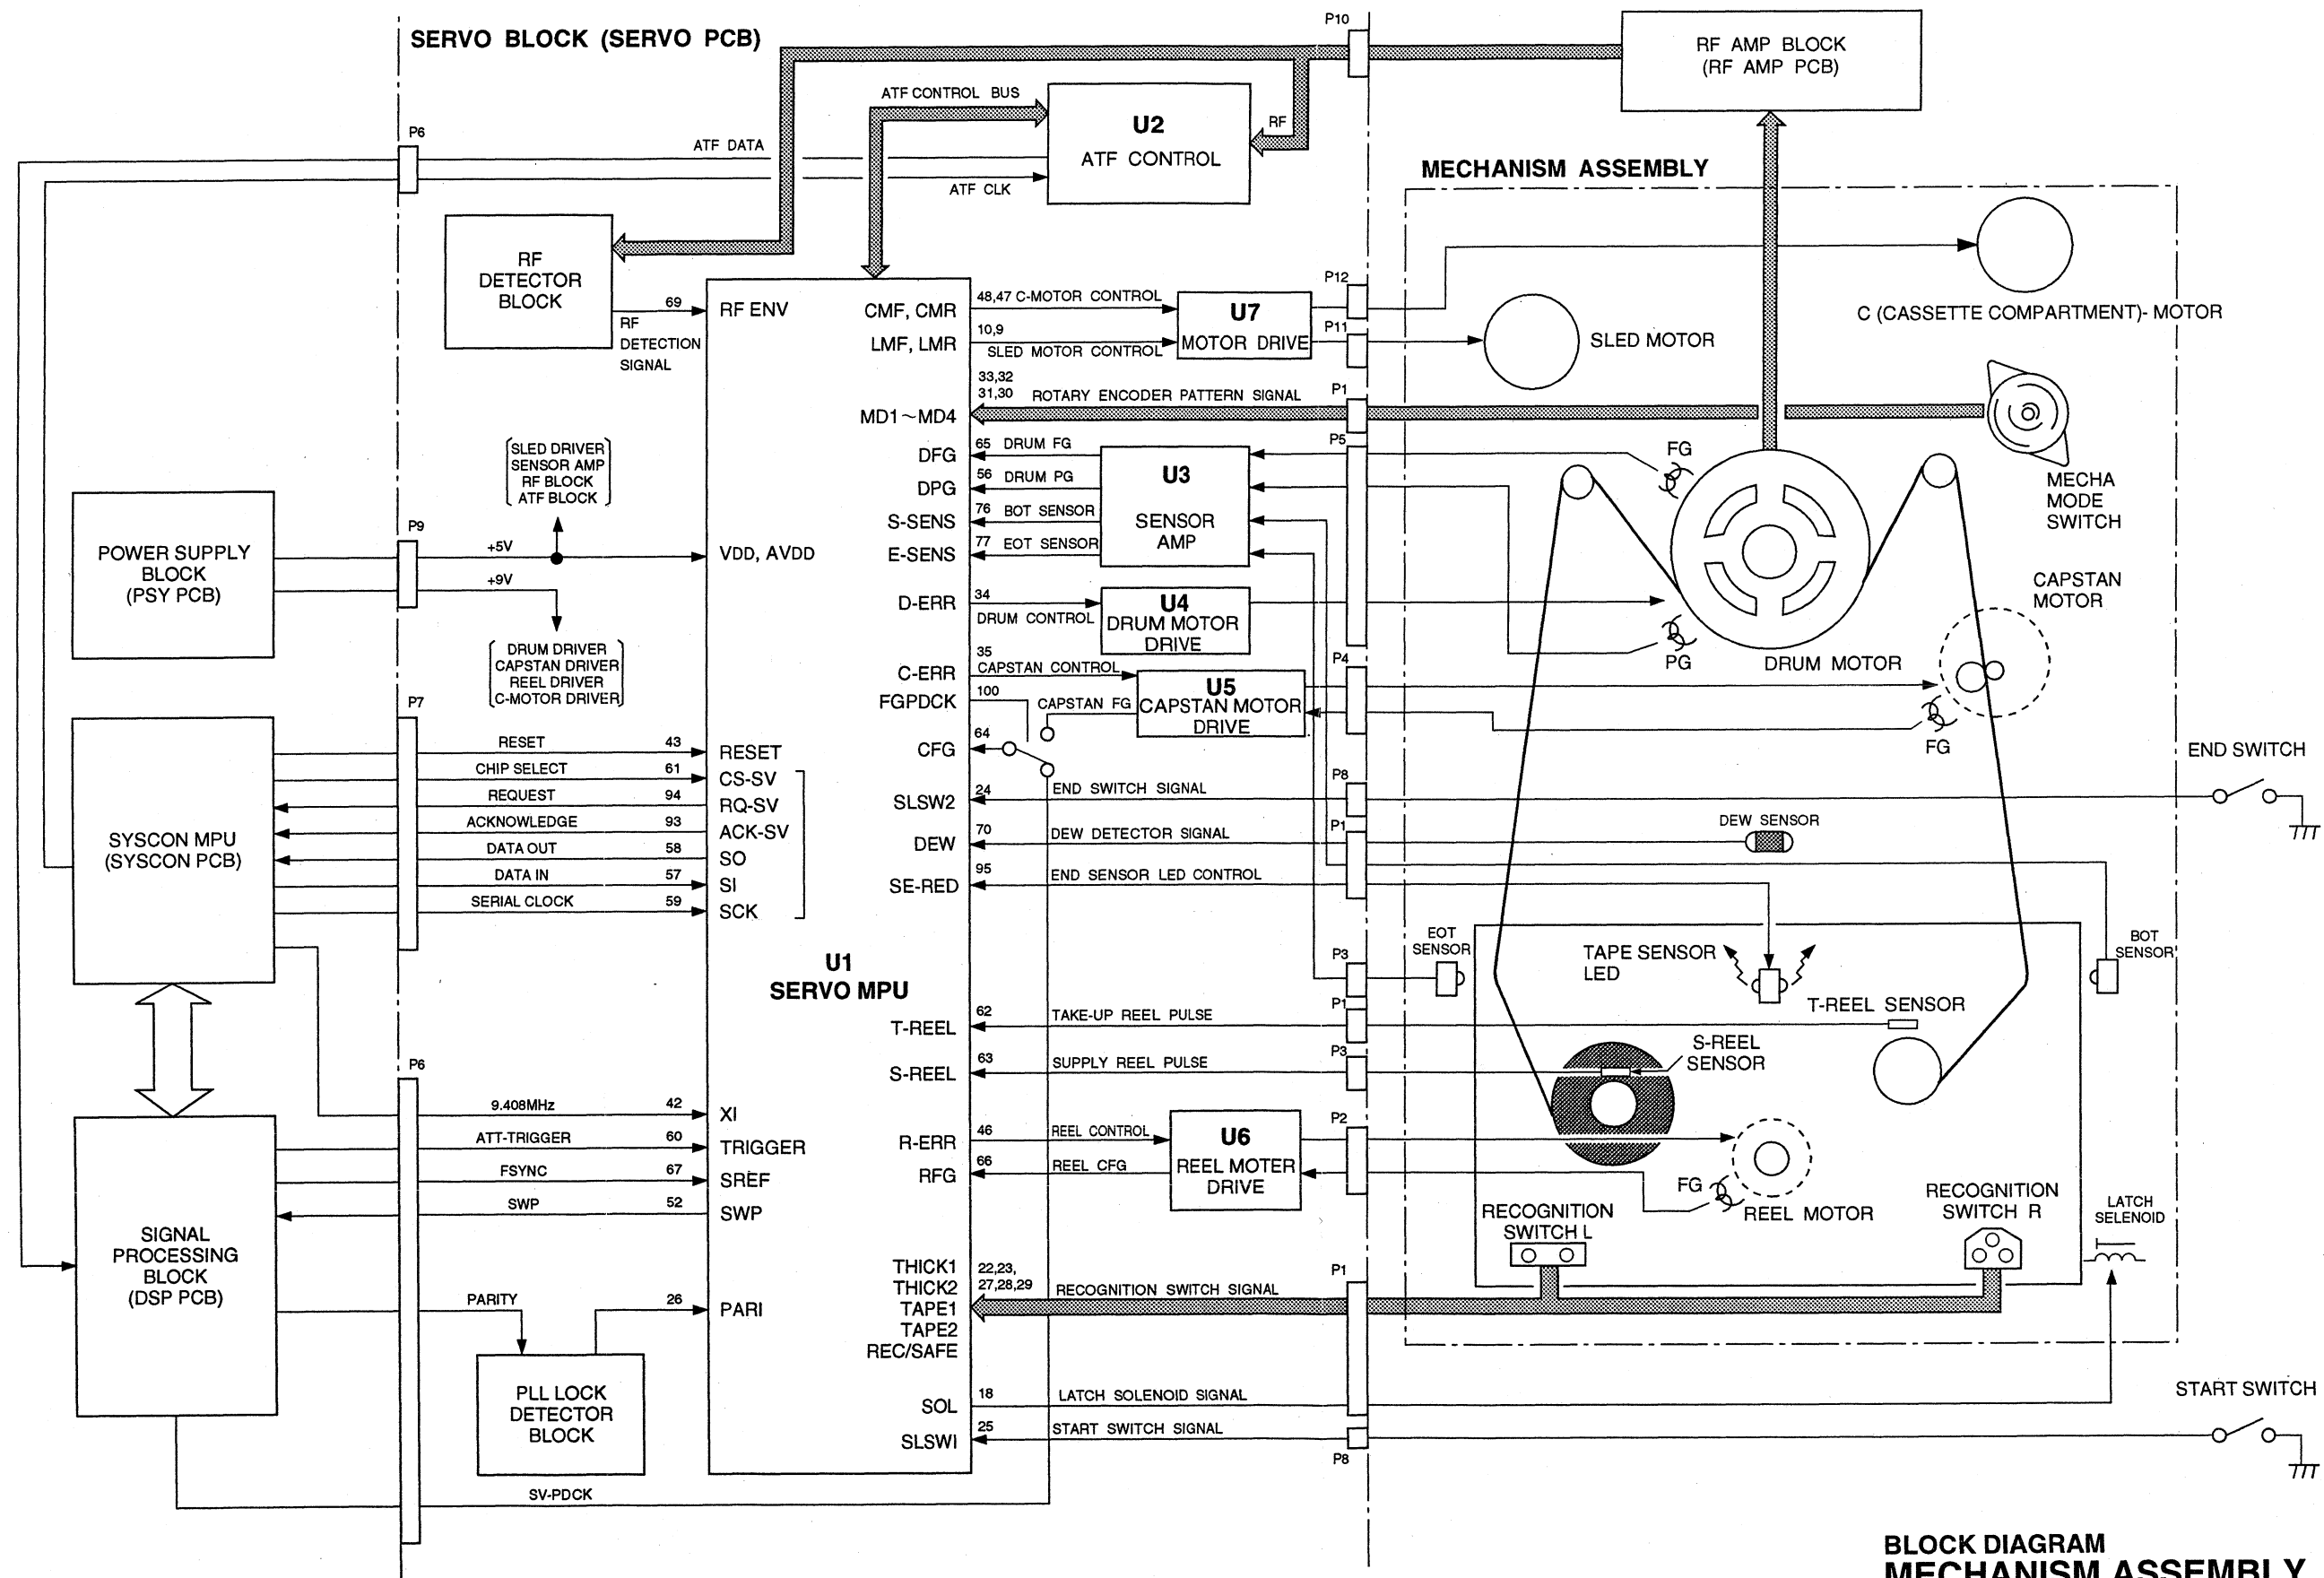 SERVO BLOCK (SERVO PCB)
P10
RF AMP BLOCK
(RF AMP PCB)
ATF CONTROL BUS
U2
ATF CONTROL
RF
P6
ATF DATA
ATF CLK
MECHANISM ASSEMBLY
RF
DETECTOR
BLOCK
69
RF
DETECTION
SIGNAL
RF ENV
CMF, CMR
48,47 C-MOTOR CONTROL
LMF, LMR
10,9
SLED MOTOR CONTROL
U7
MOTOR DRIVE
P12
P11
C (CASSETTE COMPARTMENT)- MOTOR
SLED MOTOR
33,32
31,30
ROTARY ENCODER PATTERN SIGNAL
MD1~MD4
P1
MECHA
MODE
SWITCH
P5
DFG
65 DRUM FG
DPG
56 DRUM PG
S-SENS
76 BOT SENSOR
E-SENS
77 EOT SENSOR
U3
SENSOR
AMP
FG
PG
DRUM MOTOR
CAPSTAN
MOTOR
FG
[SLED DRIVER
SENSOR AMP
RF BLOCK
ATF BLOCK]
POWER SUPPLY
BLOCK
(PSY PCB)
P9
+5V
+9V
VDD, AVDD
[DRUM DRIVER
CAPSTAN DRIVER
REEL DRIVER
C-MOTOR DRIVER]
D-ERR
34
DRUM CONTROL
U4
DRUM MOTOR
DRIVE
C-ERR
35
CAPSTAN CONTROL
FGPDCK
100
CAPSTAN FG
U5
CAPSTAN MOTOR
DRIVE
P4
CFG
64
P7
SYSCON MPU
(SYSCON PCB)
RESET 43 RESET
CHIP SELECT 61 CS-SV
REQUEST 94 RQ-SV
ACKNOWLEDGE 93 ACK-SV
DATA OUT 58 SO
DATA IN 57 SI
SERIAL CLOCK 59 SCK
SLSW2
24
END SWITCH SIGNAL
P8
END SWITCH
DEW
70
DEW DETECTOR SIGNAL
P1
DEW SENSOR
SE-RED
95
END SENSOR LED CONTROL
U1
SERVO MPU
P3
EOT
SENSOR
TAPE SENSOR
LED
BOT
SENSOR
T-REEL SENSOR
T-REEL
62
TAKE-UP REEL PULSE
P1
S-REEL
63
SUPPLY REEL PULSE
P3
S-REEL
SENSOR
P6
9.408MHz 42 XI
ATT-TRIGGER 60 TRIGGER
FSYNC 67 SREF
SWP 52 SWP
R-ERR
46
REEL CONTROL
RFG
66
REEL CFG
U6
REEL MOTER
DRIVE
P2
FG
REEL MOTOR
RECOGNITION
SWITCH L
RECOGNITION
SWITCH R
LATCH
SELENOID
SIGNAL
PROCESSING
BLOCK
(DSP PCB)
PARITY
26
PARI
PLL LOCK
DETECTOR
BLOCK
THICK1
THICK2
TAPE1
TAPE2
REC/SAFE
22,23,
27,28,29
RECOGNITION SWITCH SIGNAL
P1
SOL
18
LATCH SOLENOID SIGNAL
SLSWI
25
START SWITCH SIGNAL
P8
START SWITCH
SV-PDCK
BLOCK DIAGRAM
MECHANISM ASSEMBLY